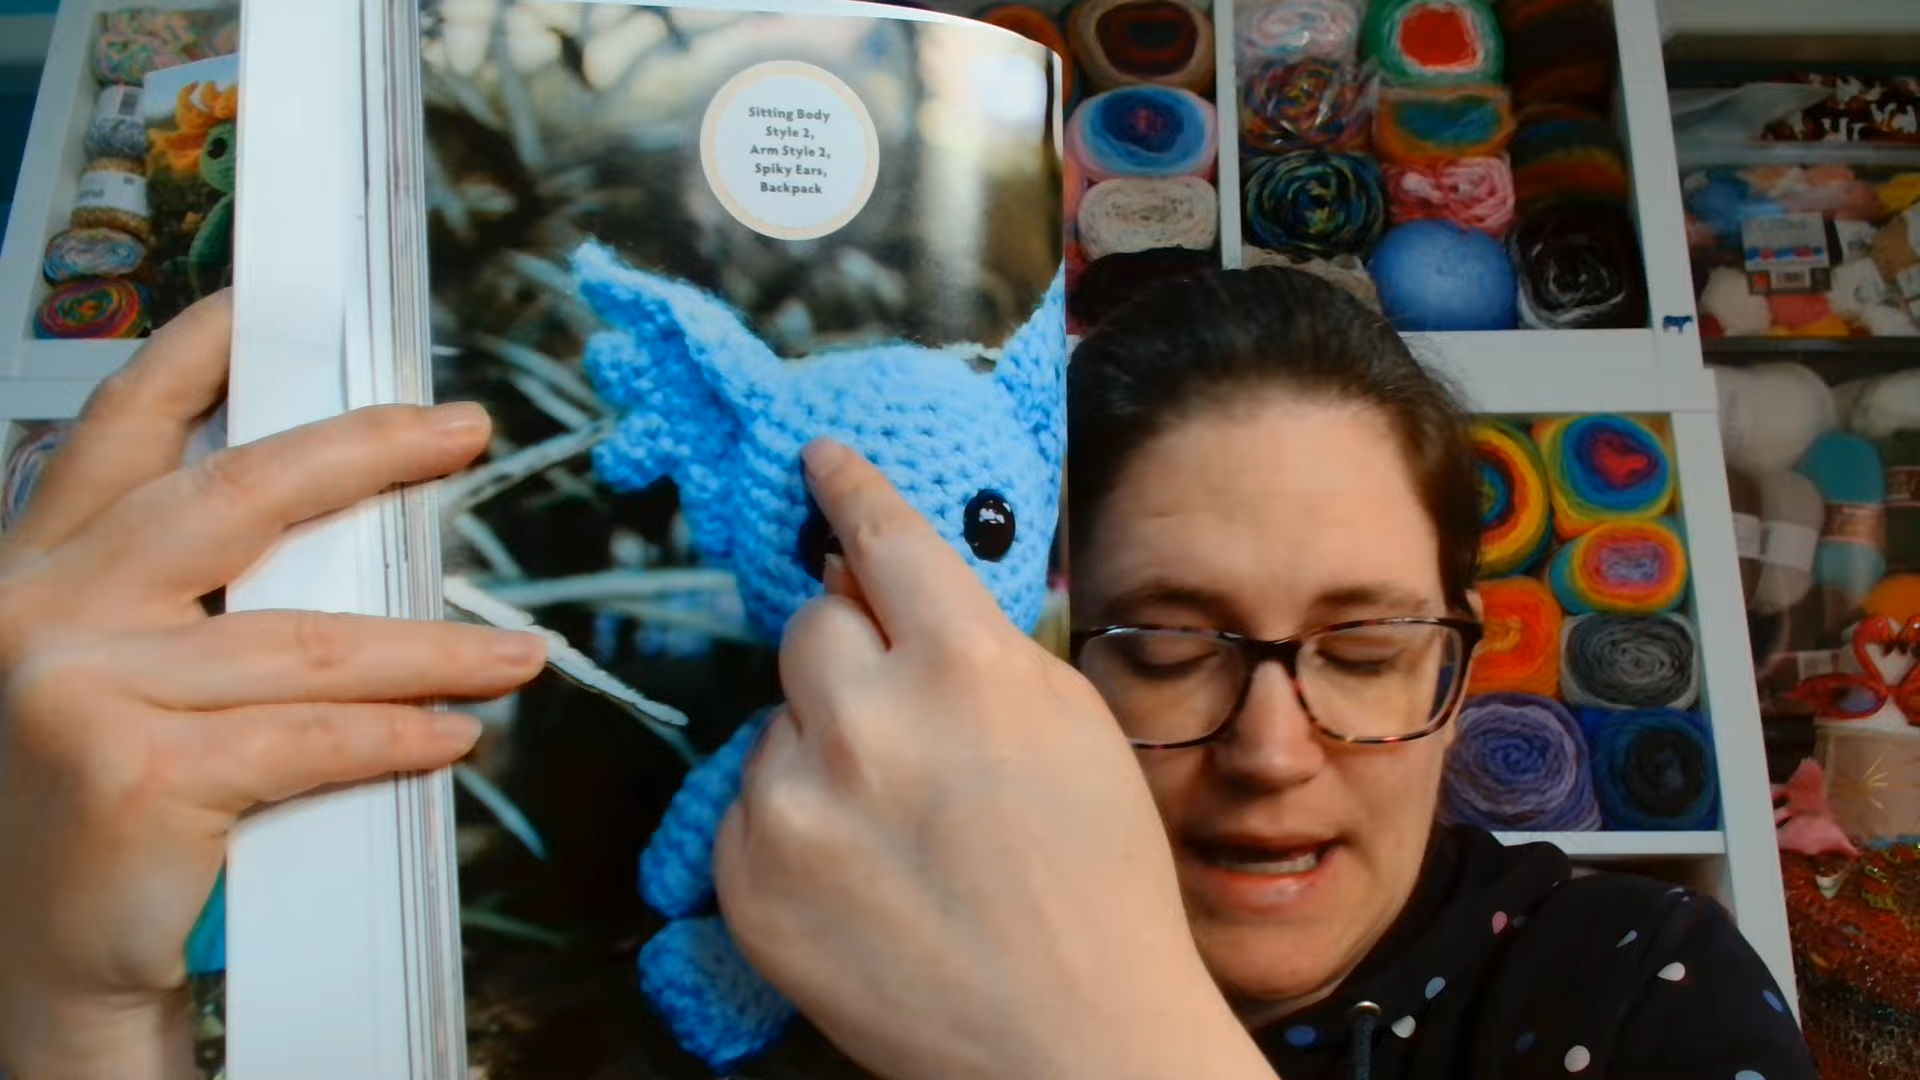 Sitting Body
Style 2,
Arm Style 2,
Spiky Ears,
Backpack